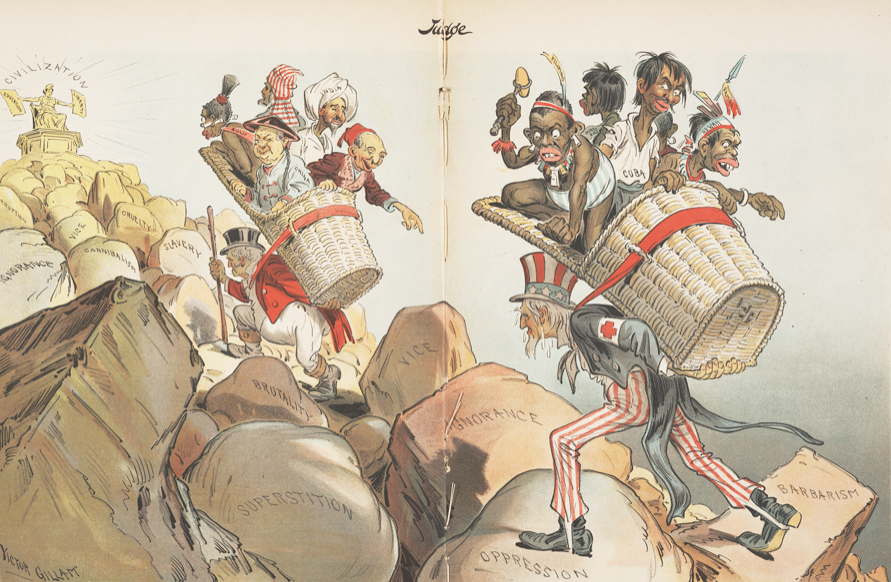 Judge
CIVILIZATION
INDIA
CUBA
CRUELTY
VICE
SLAVERY
CANNIBALISM
IGNORANCE
VICE
BRUTALITY
IGNORANCE
SUPERSTITION
BARBARISM
OPPRESSION
VICTOR GILLAM